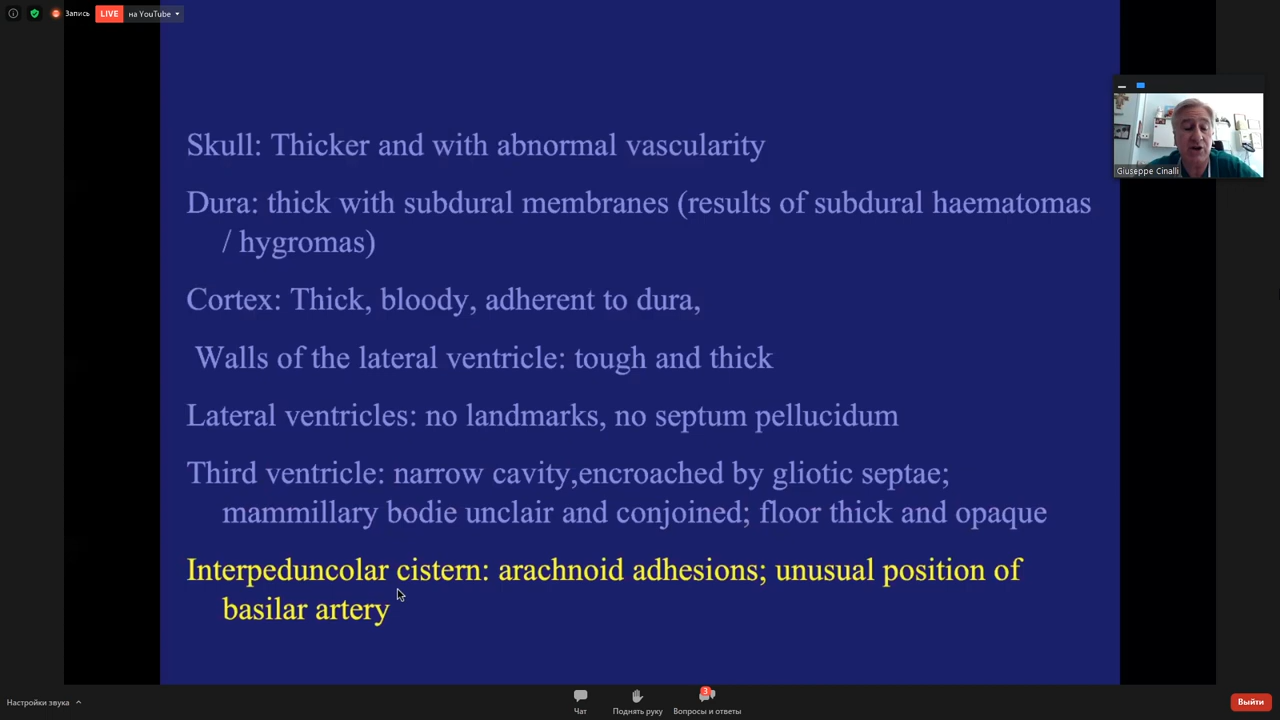 Запись
LIVE на YouTube
Skull: Thicker and with abnormal vascularity
Dura: thick with subdural membranes (results of subdural haematomas
/ hygromas)
Cortex: Thick, bloody, adherent to dura,
Walls of the lateral ventricle: tough and thick
Lateral ventricles: no landmarks, no septum pellucidum
Third ventricle: narrow cavity,encroached by gliotic septae;
mammillary bodie unclair and conjoined; floor thick and opaque
Interpeduncolar cistern: arachnoid adhesions; unusual position of
basilar artery
Giuseppe Cinalli
Настройки звука
Чат
Поднять руку
3
Вопросы и ответы
Выйти